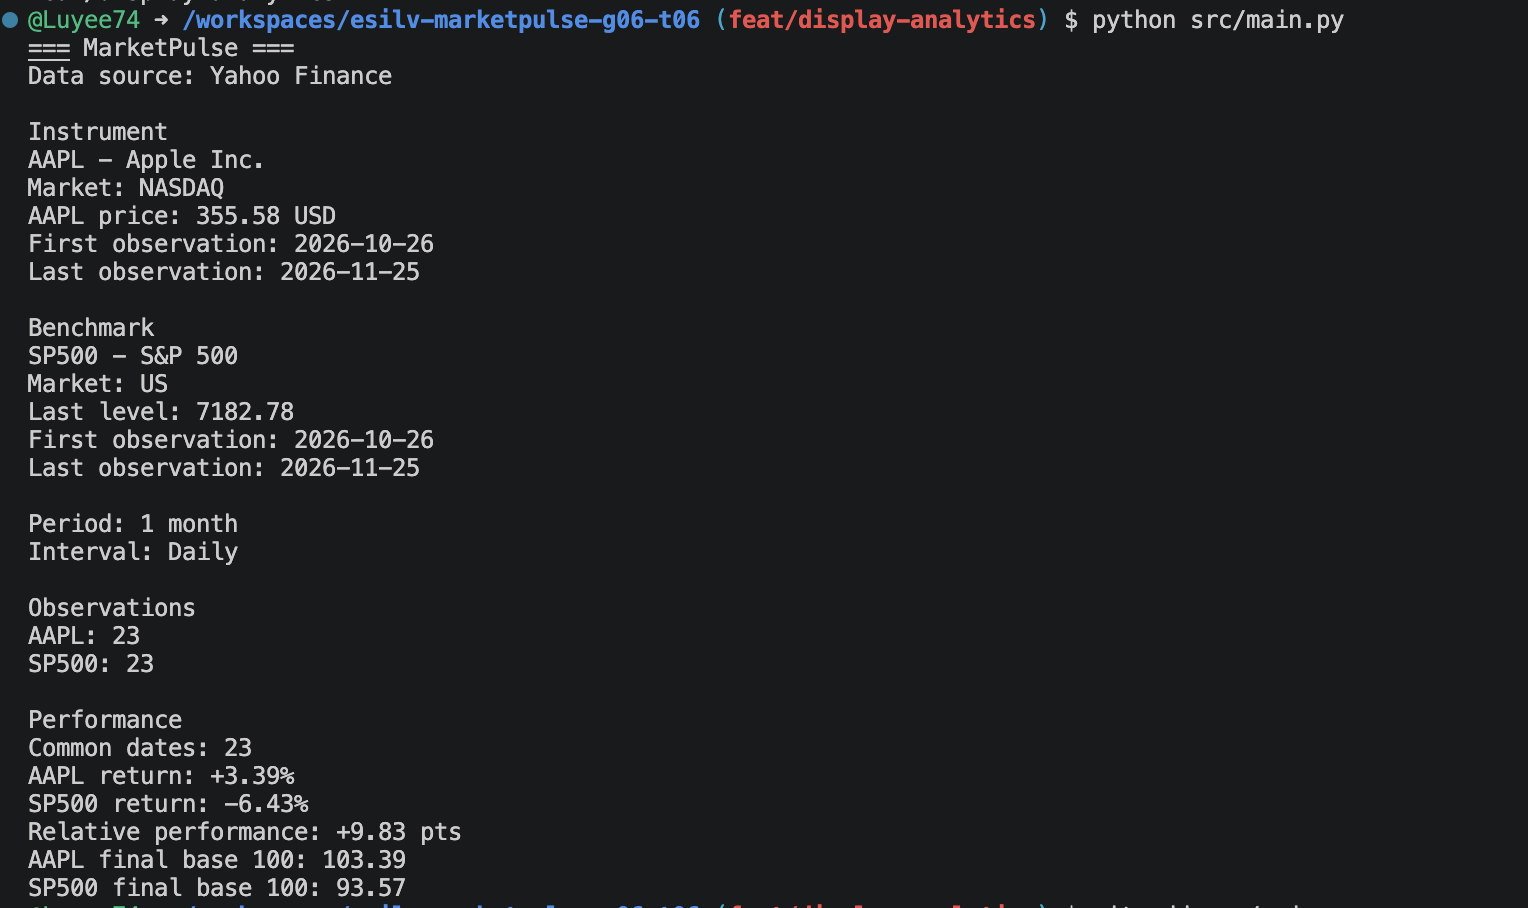 @Luyee74 → /workspaces/esilv-marketpulse-g06-t06 (feat/display-analytics) $ python src/main.py
=== MarketPulse ===
Data source: Yahoo Finance
Instrument
AAPL - Apple Inc.
Market: NASDAQ
AAPL price: 355.58 USD
First observation: 2026-10-26
Last observation: 2026-11-25
Benchmark
SP500 - S&P 500
Market: US
Last level: 7182.78
First observation: 2026-10-26
Last observation: 2026-11-25
Period: 1 month
Interval: Daily
Observations
AAPL: 23
SP500: 23
Performance
Common dates: 23
AAPL return: +3.39%
SP500 return: -6.43%
Relative performance: +9.83 pts
AAPL final base 100: 103.39
SP500 final base 100: 93.57